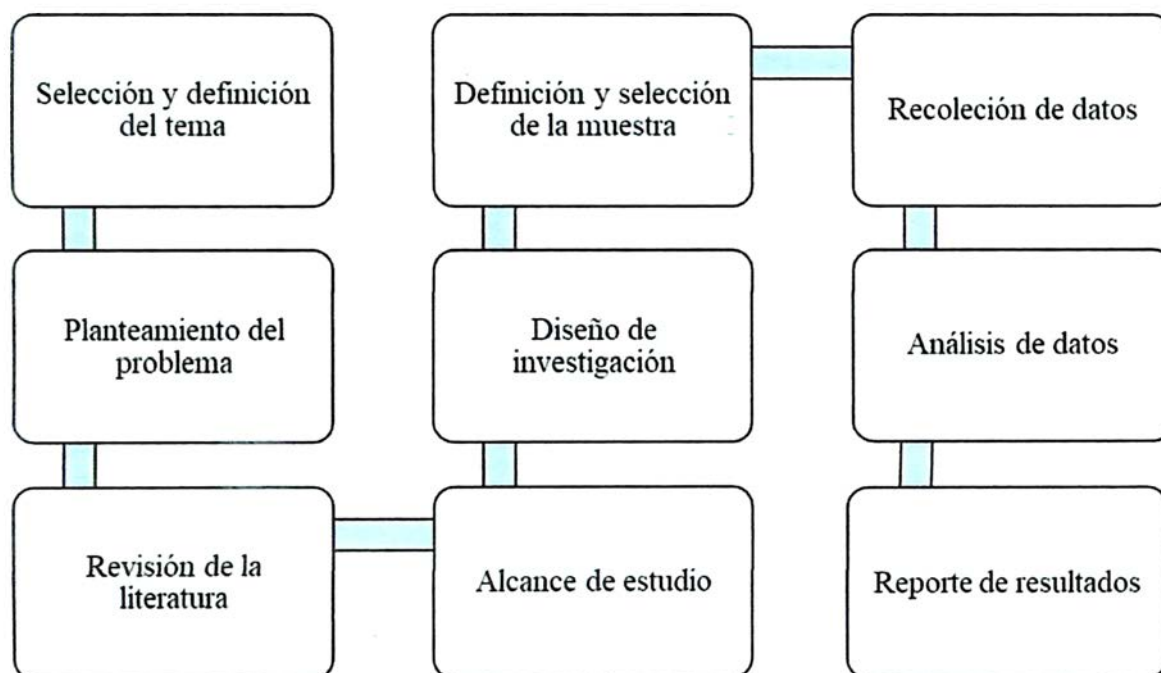 Selección y definición
del tema
Planteamiento del
problema
Revisión de la
literatura
Alcance de estudio
Diseño de
investigación
Definición y selección
de la muestra
Recoleción de datos
Análisis de datos
Reporte de resultados